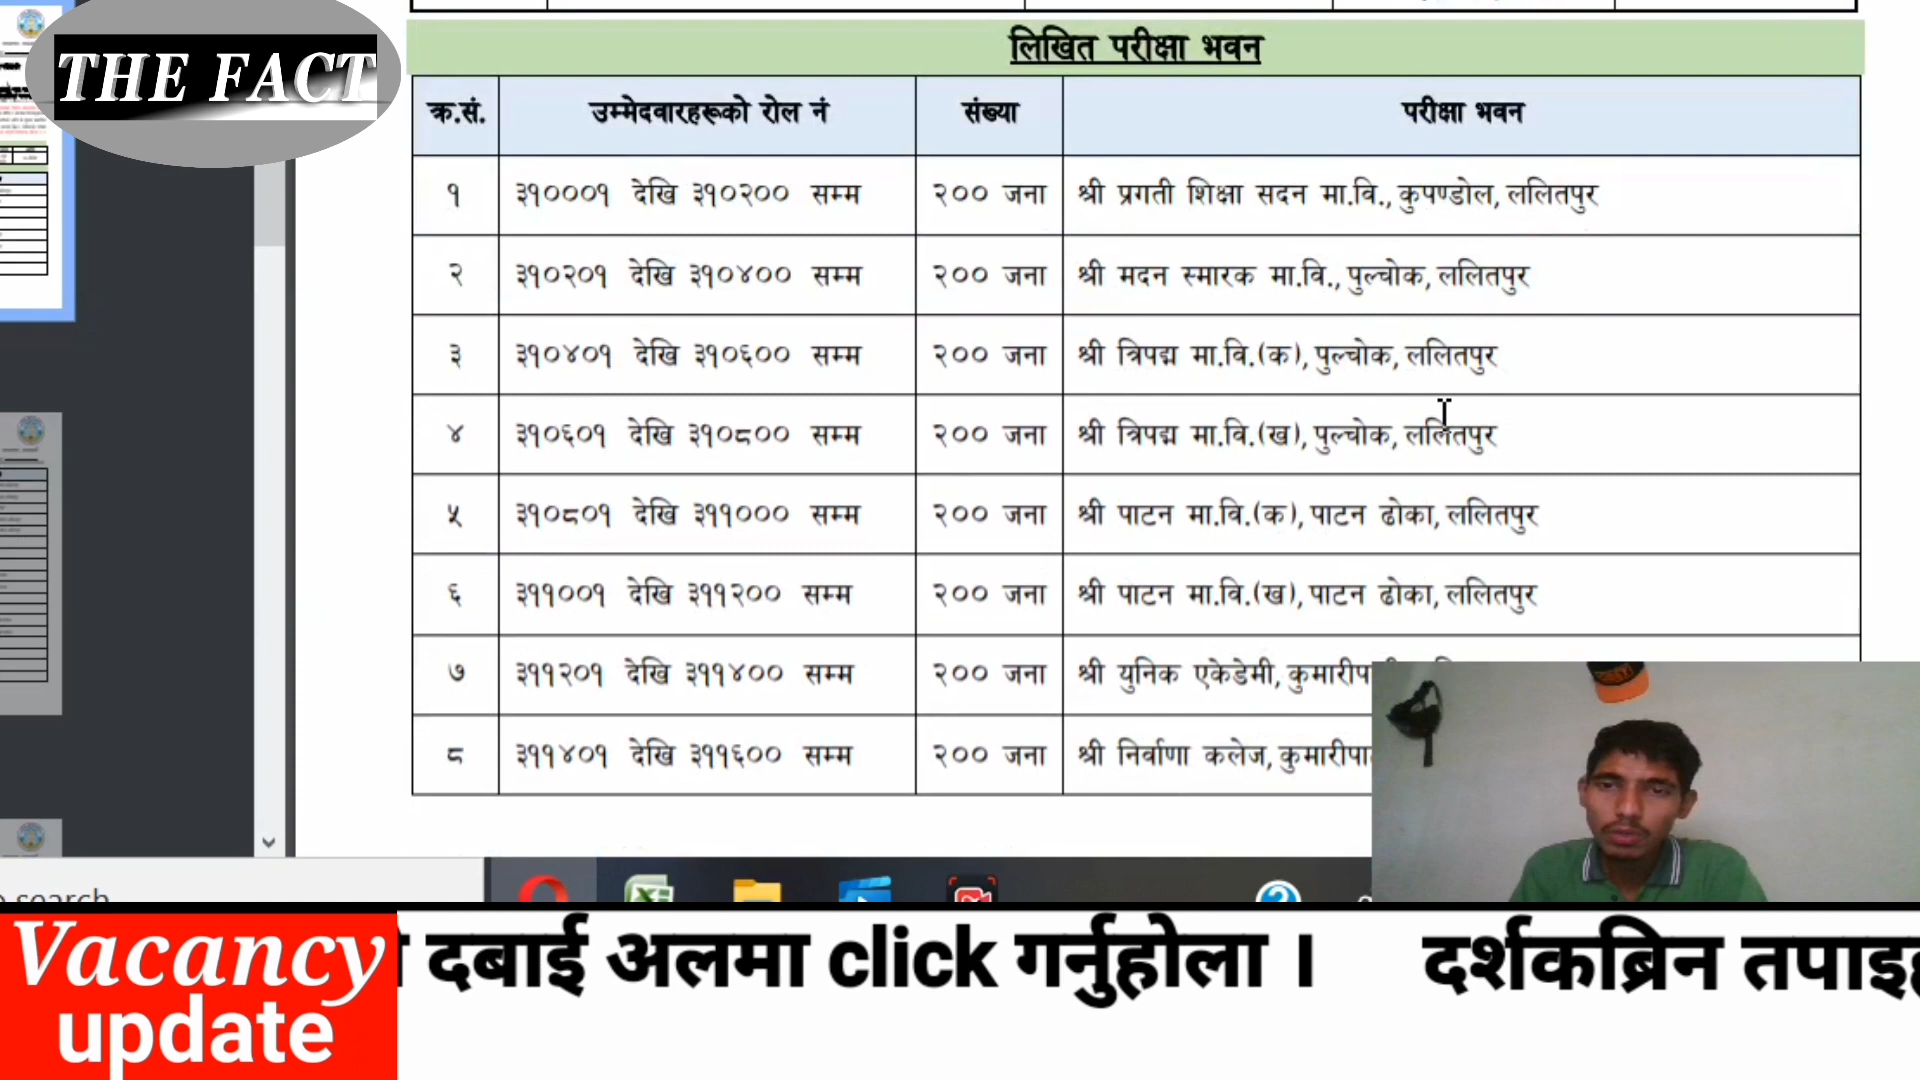 THE FACT
लिखित परीक्षा भवन
क्र.सं. उम्मेदवारहरूको रोल नं संख्या परीक्षा भवन
१ ३१०००१ देखि ३१०२०० सम्म २०० जना श्री प्रगती शिक्षा सदन मा.वि., कुपण्डोल, ललितपुर
२ ३१०२०१ देखि ३१०४०० सम्म २०० जना श्री मदन स्मारक मा.वि., पुल्चोक, ललितपुर
३ ३१०४०१ देखि ३१०६०० सम्म २०० जना श्री त्रिपद्म मा.वि.(क), पुल्चोक, ललितपुर
४ ३१०६०१ देखि ३१०८०० सम्म २०० जना श्री त्रिपद्म मा.वि.(ख), पुल्चोक, ललितपुर
५ ३१०८०१ देखि ३११००० सम्म २०० जना श्री पाटन मा.वि.(क), पाटन ढोका, ललितपुर
६ ३११००१ देखि ३११२०० सम्म २०० जना श्री पाटन मा.वि.(ख), पाटन ढोका, ललितपुर
७ ३११२०१ देखि ३११४०० सम्म २०० जना श्री युनिक एकेडेमी, कुमारीप
८ ३११४०१ देखि ३११६०० सम्म २०० जना श्री निर्वाणा कलेज, कुमारीपा
search
Vacancy
update
दबाई अलमा click गर्नुहोला । दर्शकब्रिन तपाइ